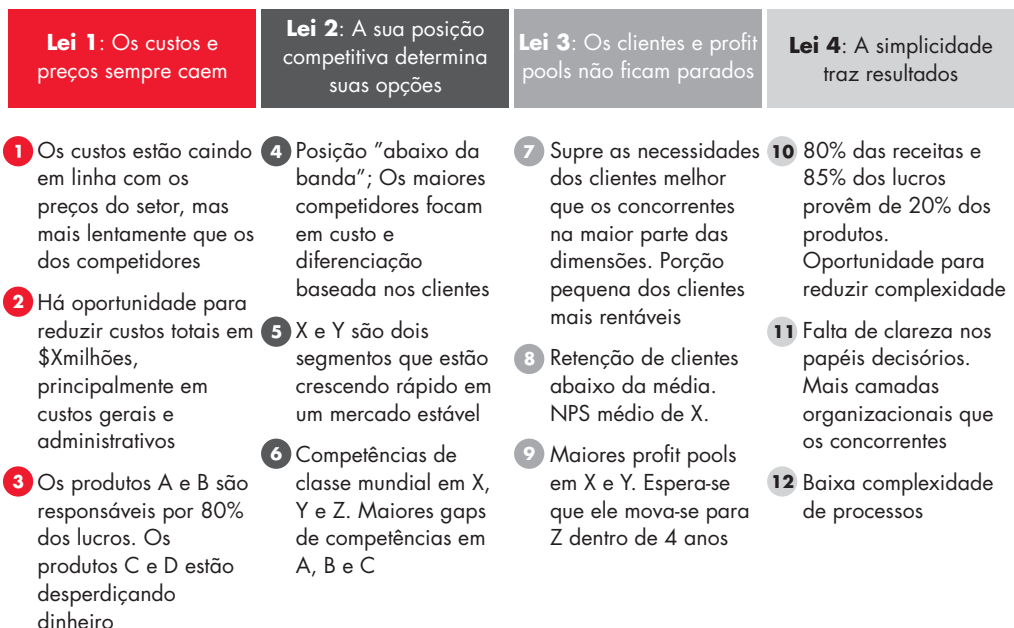 Lei 1: Os custos e
preços sempre caem
Lei 2: A sua posição
competitiva determina
suas opções
Lei 3: Os clientes e profit
pools não ficam parados
Lei 4: A simplicidade
traz resultados
1 Os custos estão caindo
em linha com os
preços do setor, mas
mais lentamente que os
dos competidores
2 Há oportunidade para
reduzir custos totais em
$Xmilhões,
principalmente em
custos gerais e
administrativos
3 Os produtos A e B são
responsáveis por 80%
dos lucros. Os
produtos C e D estão
desperdiçando
dinheiro
4 Posição "abaixo da
banda"; Os maiores
competidores focam
em custo e
diferenciação
baseada nos clientes
5 X e Y são dois
segmentos que estão
crescendo rápido em
um mercado estável
6 Competências de
classe mundial em X,
Y e Z. Maiores gaps
de competências em
A, B e C
7 Supre as necessidades
dos clientes melhor
que os concorrentes
na maior parte das
dimensões. Porção
pequena dos clientes
mais rentáveis
8 Retenção de clientes
abaixo da média.
NPS médio de X.
9 Maiores profit pools
em X e Y. Espera-se
que ele mova-se para
Z dentro de 4 anos
10 80% das receitas e
85% dos lucros
provêm de 20% dos
produtos.
Oportunidade para
reduzir complexidade
11 Falta de clareza nos
papéis decisórios.
Mais camadas
organizacionais que
os concorrentes
12 Baixa complexidade
de processos